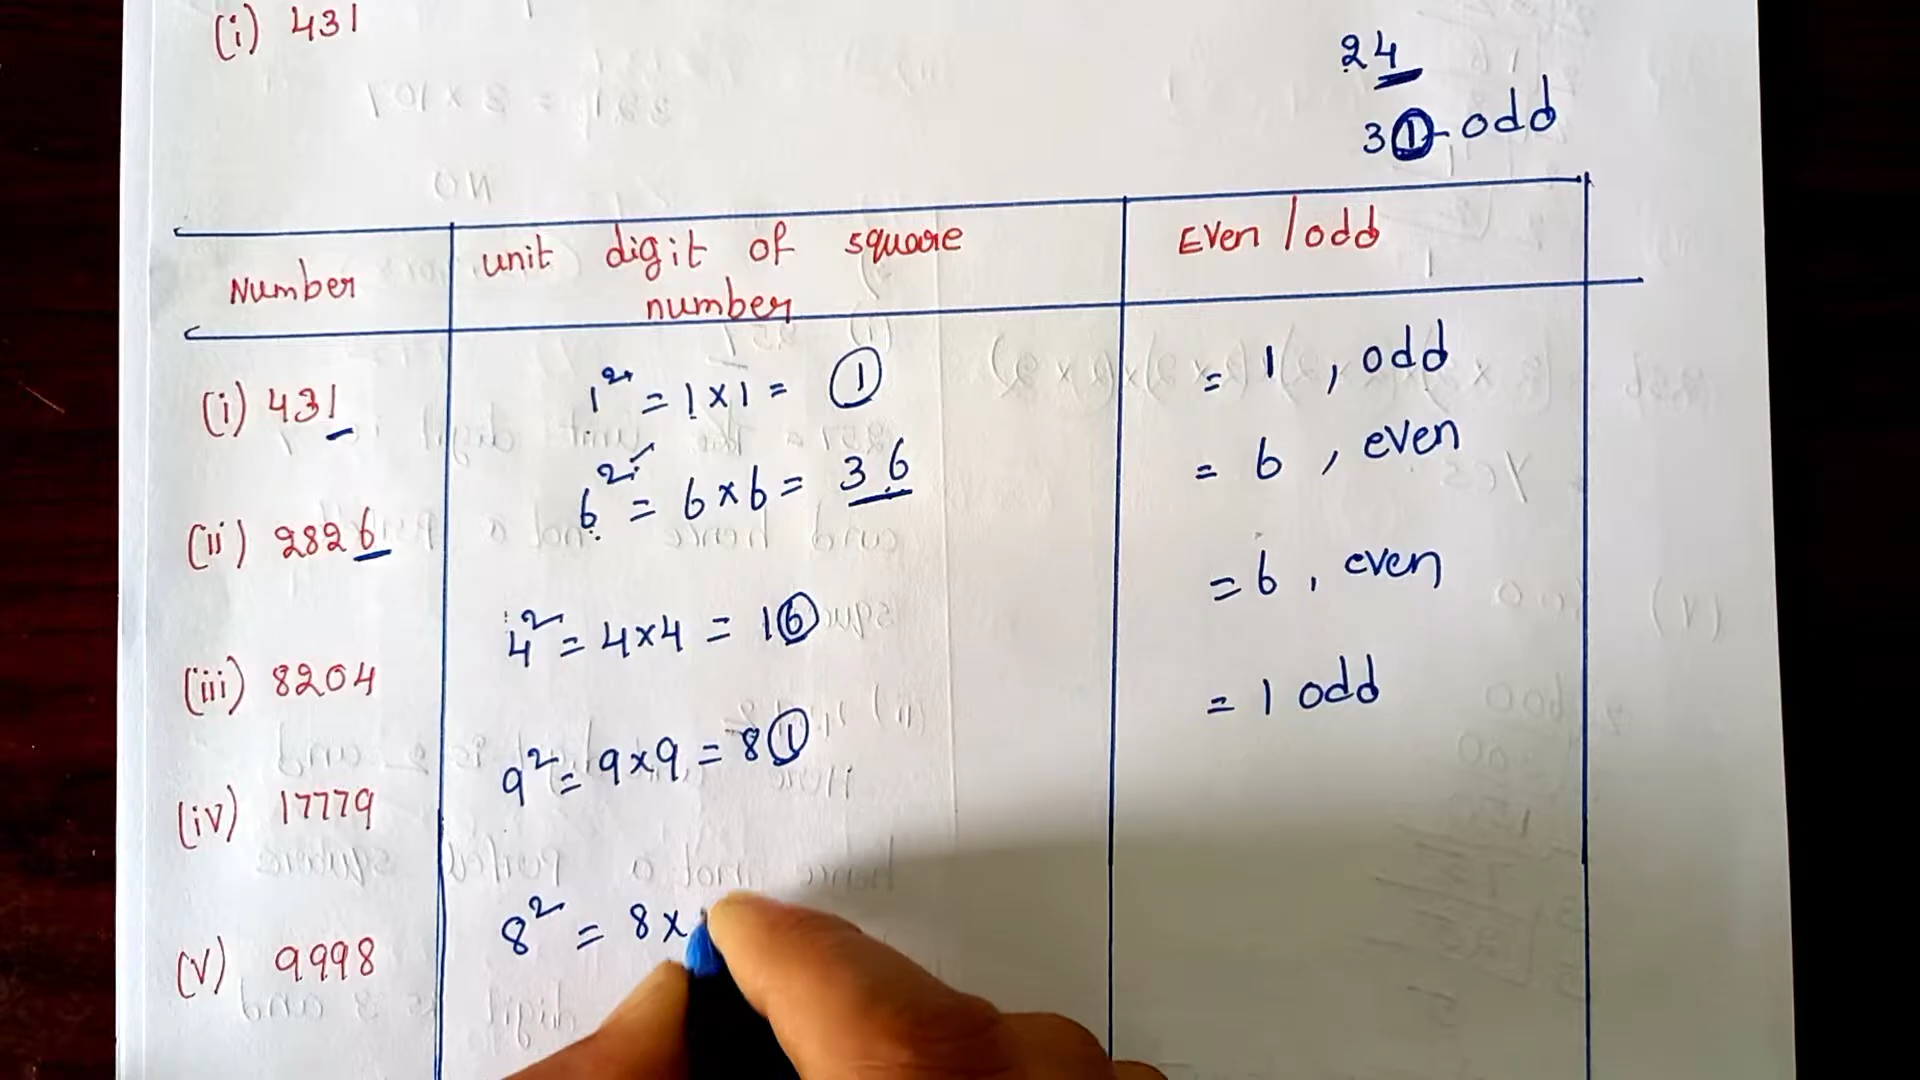 (i) 431
24
31 - odd
Number
unit digit of square number
Even / odd
(i) 431
1² = 1 × 1 = 1
= 1 , odd
(ii) 2826
6² = 6 × 6 = 36
= 6 , even
(iii) 8204
4² = 4 × 4 = 16
= 6 , even
(iv) 17779
9² = 9 × 9 = 81
= 1 odd
(v) 9998
8² = 8 ×